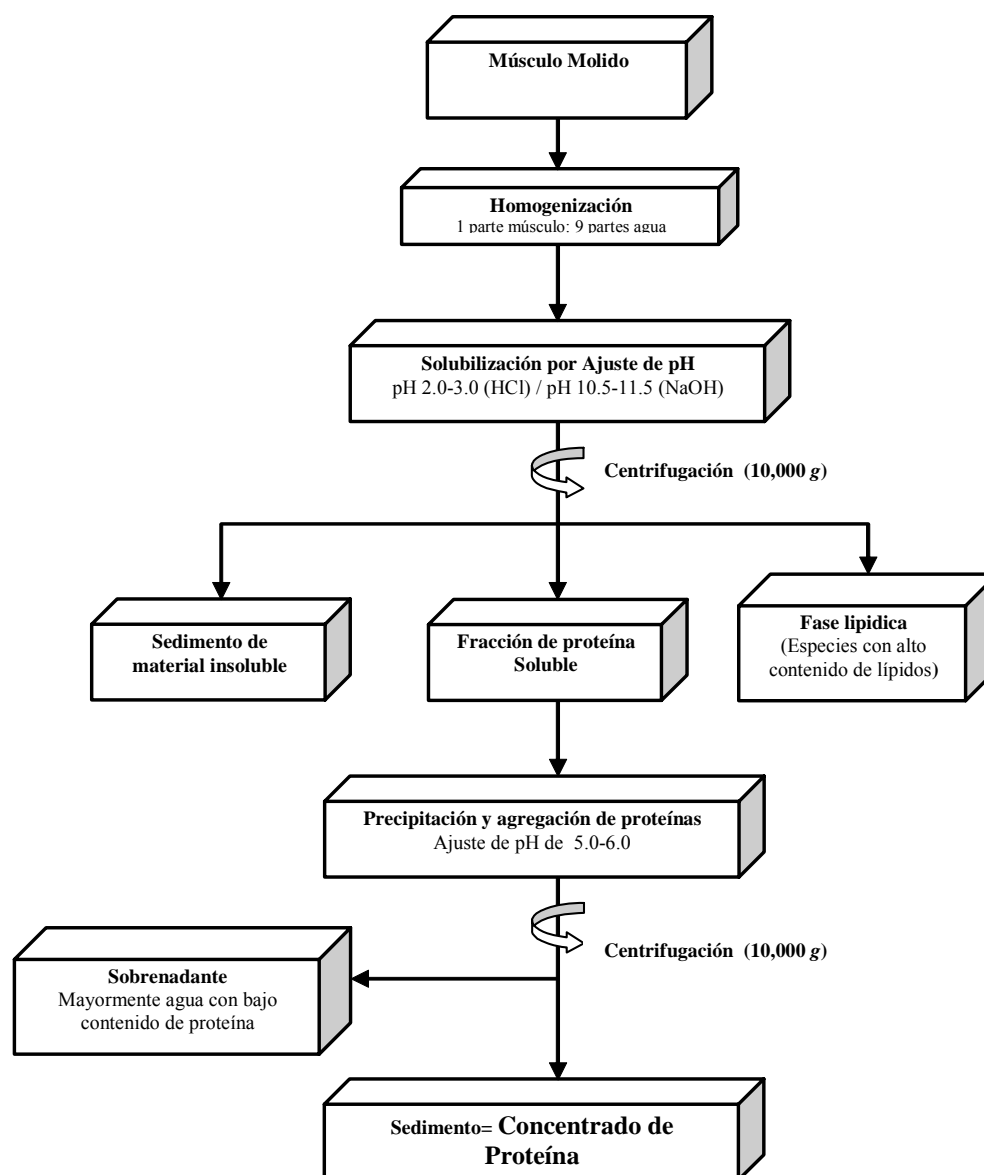 Músculo Molido
Homogenización
1 parte músculo: 9 partes agua
Solubilización por Ajuste de pH
pH 2.0-3.0 (HCl) / pH 10.5-11.5 (NaOH)
Centrifugación (10,000 g)
Sedimento de
material insoluble
Fracción de proteína
Soluble
Fase lipidica
(Especies con alto
contenido de lípidos)
Precipitación y agregación de proteínas
Ajuste de pH de 5.0-6.0
Centrifugación (10,000 g)
Sobrenadante
Mayormente agua con bajo
contenido de proteína
Sedimento= Concentrado de
Proteína